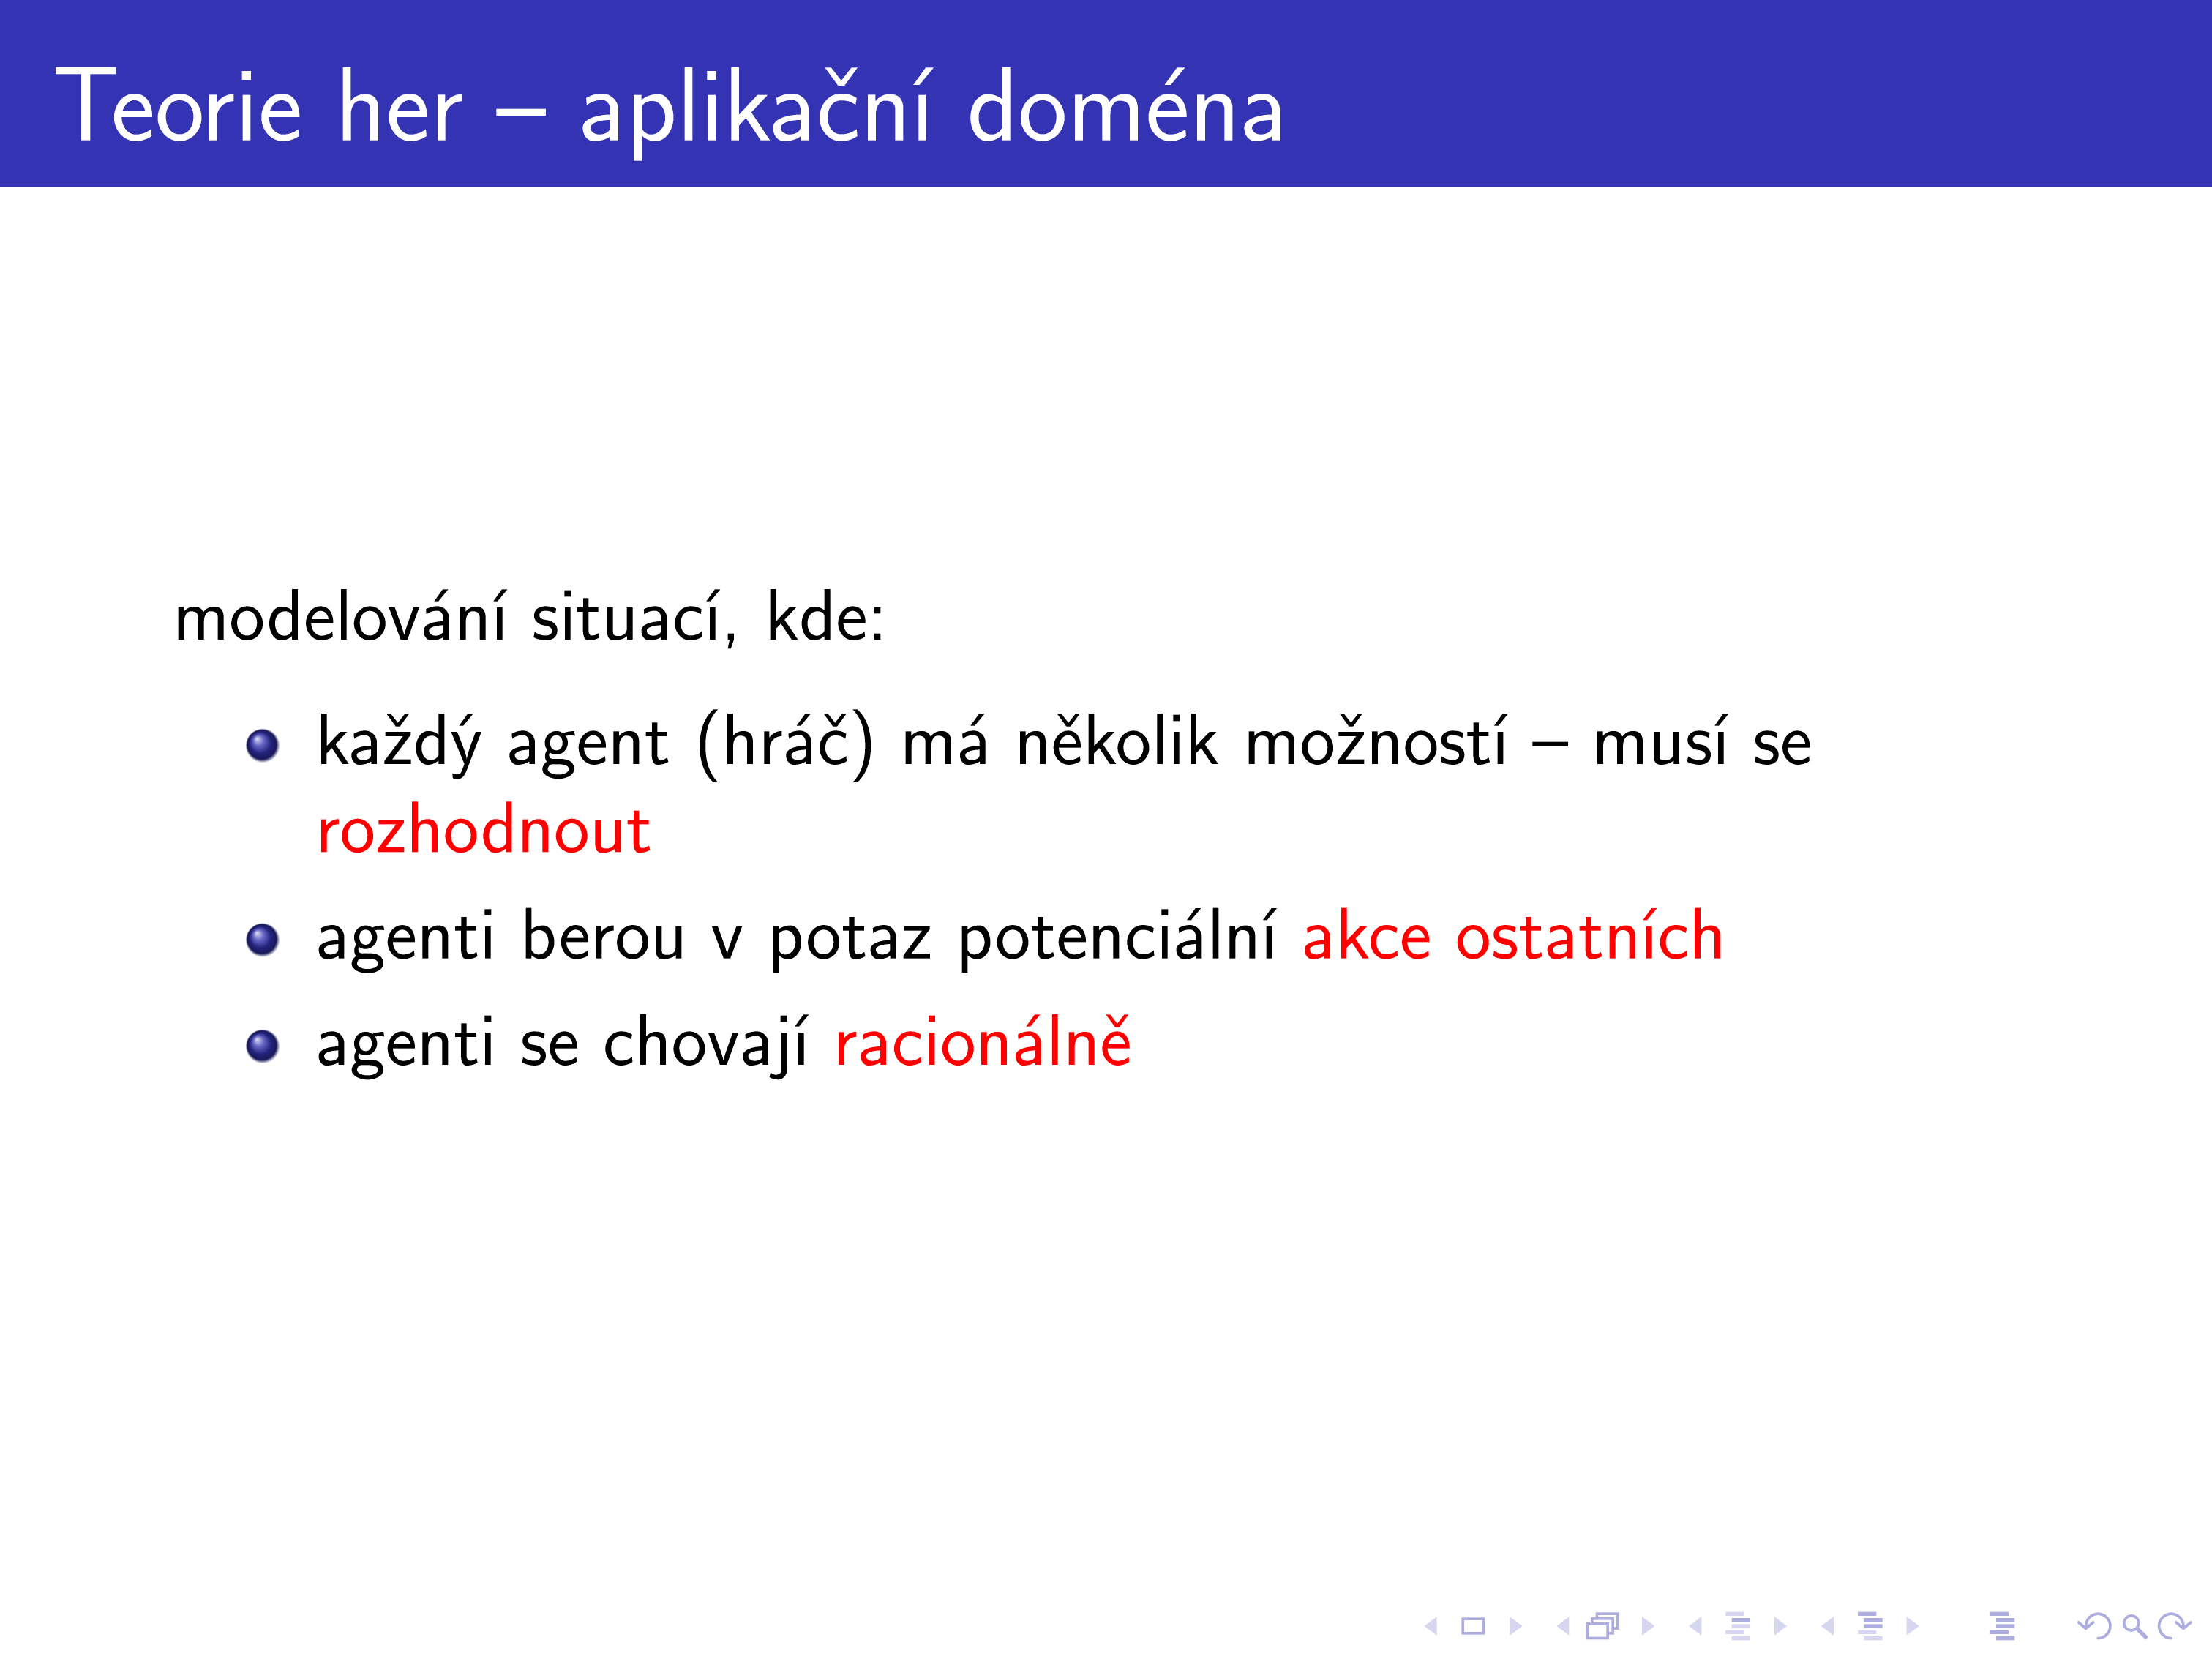 Teorie her – aplikační doména
modelování situací, kde:
každý agent (hráč) má několik možností – musí se
rozhodnout
agenti berou v potaz potenciální akce ostatních
agenti se chovají racionálně